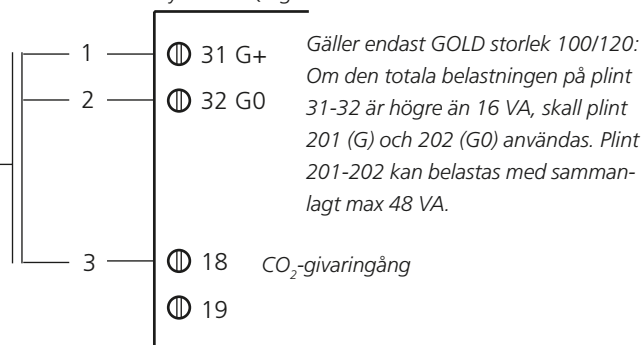 1 31 G+ Gäller endast GOLD storlek 100/120:
Om den totala belastningen på plint
2 32 G0 31-32 är högre än 16 VA, skall plint
201 (G) och 202 (G0) användas. Plint
201-202 kan belastas med samman-
lagt max 48 VA.
3 18 CO₂-givaringång
19